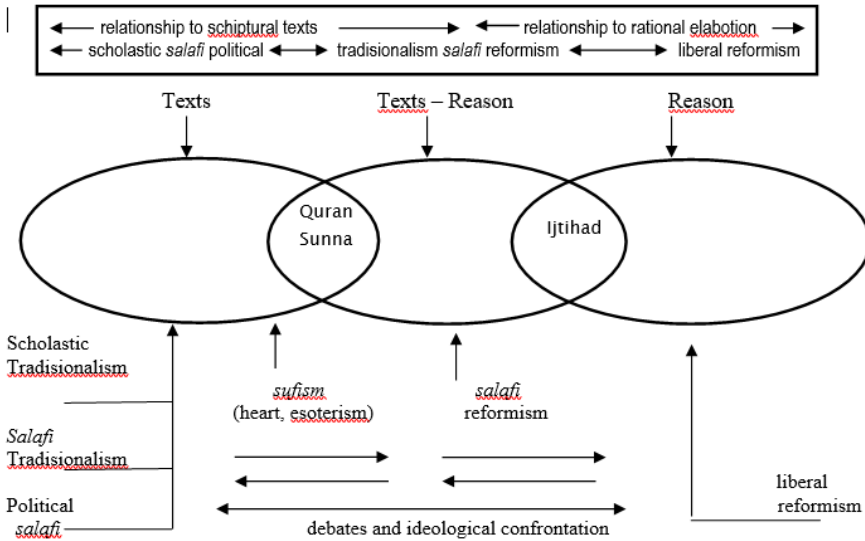 relationship to schiptural texts relationship to rational elabotion
scholastic salafi political tradisionalism salafi reformism liberal reformism
Texts Texts – Reason Reason
Quran
Sunna
Ijtihad
Scholastic
Tradisionalism
Salafi
Tradisionalism
Political
salafi
sufism
(heart, esoterism)
salafi
reformism
debates and ideological confrontation
liberal
reformism